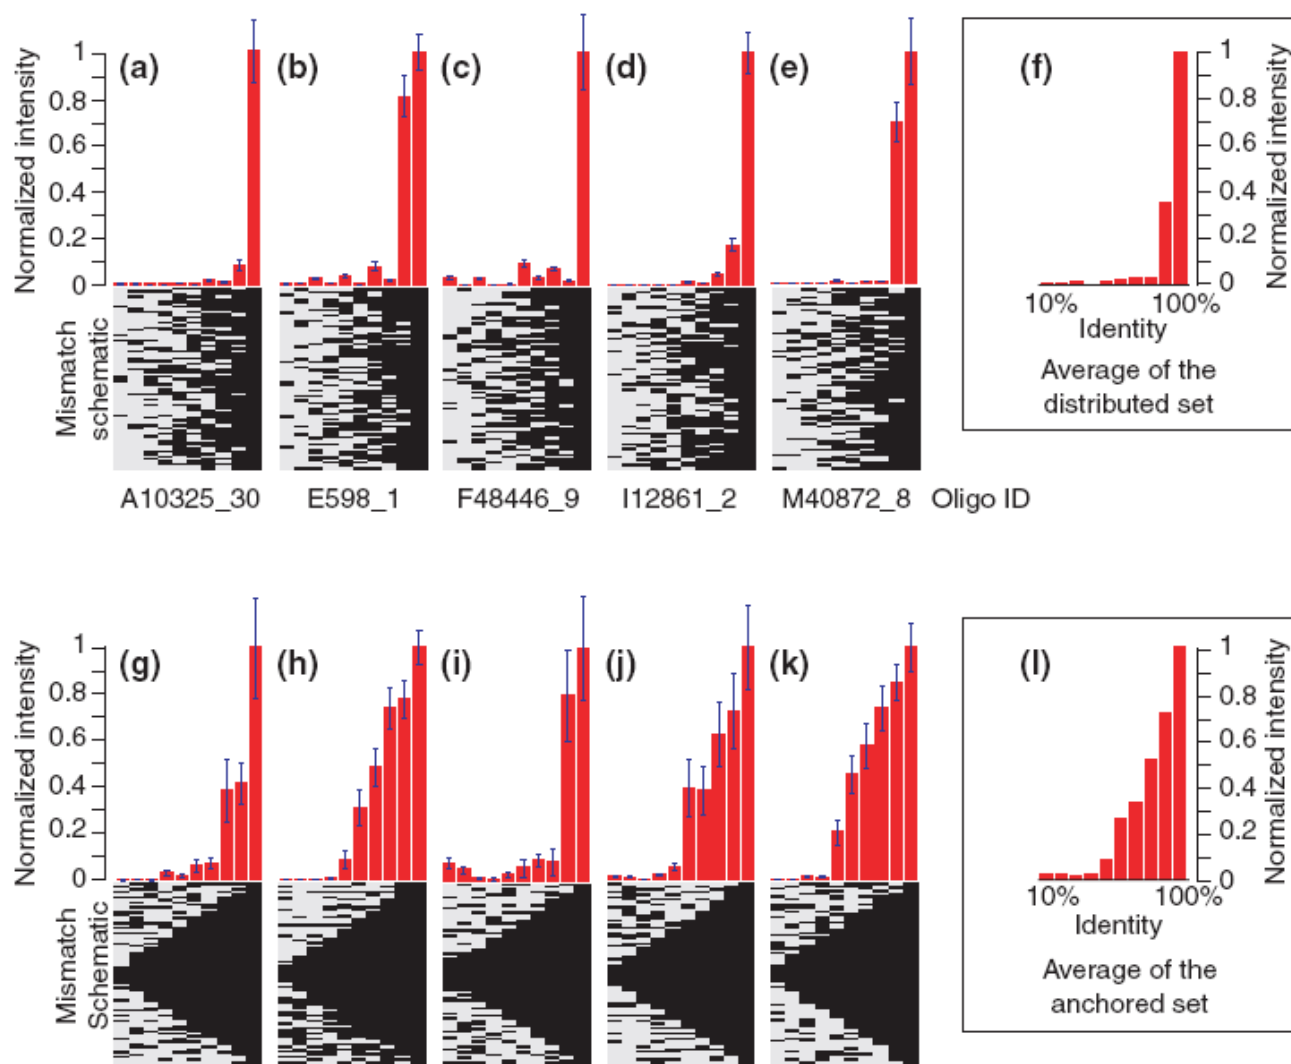 (a) (b) (c) (d) (e) (f)
Normalized intensity
1
0.8
0.6
0.4
0.2
0
Normalized intensity
1
0.8
0.6
0.4
0.2
0
10% 100%
Identity
Average of the
distributed set
Mismatch
schematic
A10325_30 E598_1 F48446_9 I12861_2 M40872_8 Oligo ID
(g) (h) (i) (j) (k) (l)
Normalized intensity
1
0.8
0.6
0.4
0.2
0
Normalized intensity
1
0.8
0.6
0.4
0.2
0
10% 100%
Identity
Average of the
anchored set
Mismatch
Schematic